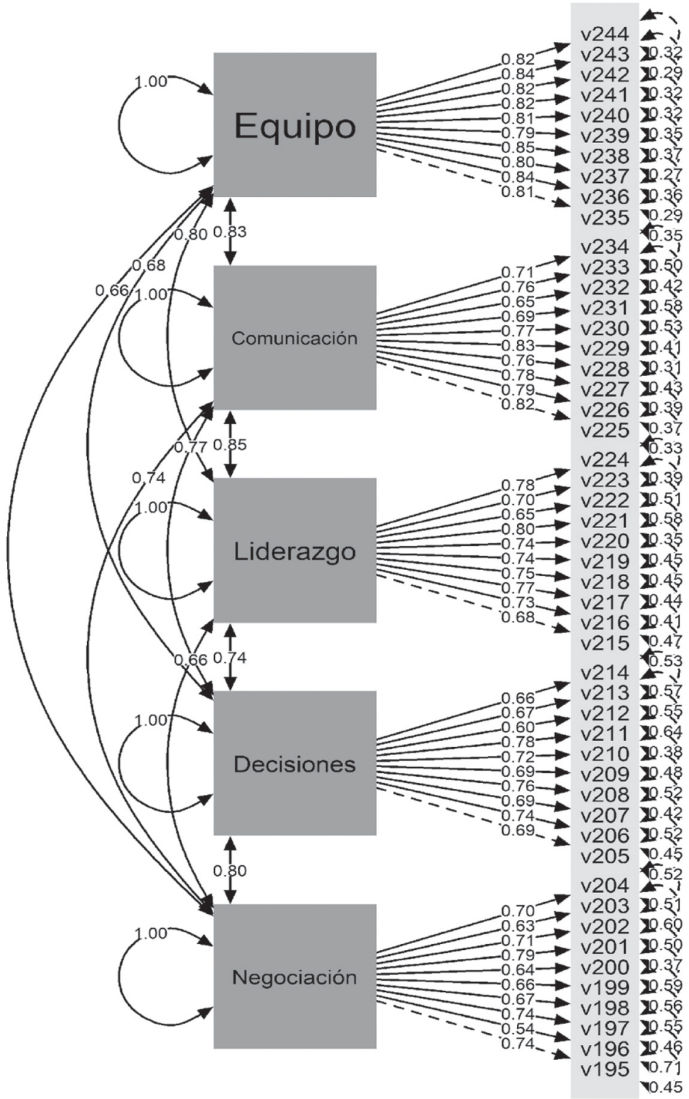 Equipo
Comunicación
Liderazgo
Decisiones
Negociación
1.00
1.00
1.00
1.00
1.00
0.80 0.83
0.68
0.66
0.77 0.85
0.74
0.66 0.74
0.80
0.82
0.84
0.82
0.82
0.81
0.79
0.85
0.80
0.84
0.81
0.71
0.76
0.65
0.69
0.77
0.83
0.76
0.78
0.79
0.82
0.78
0.70
0.65
0.80
0.74
0.74
0.75
0.77
0.73
0.68
0.66
0.67
0.60
0.78
0.72
0.69
0.76
0.69
0.74
0.69
0.70
0.63
0.71
0.79
0.64
0.66
0.67
0.74
0.54
0.74
v244
v243
v242
v241
v240
v239
v238
v237
v236
v235
v234
v233
v232
v231
v230
v229
v228
v227
v226
v225
v224
v223
v222
v221
v220
v219
v218
v217
v216
v215
v214
v213
v212
v211
v210
v209
v208
v207
v206
v205
v204
v203
v202
v201
v200
v199
v198
v197
v196
v195
0.32
0.29
0.32
0.32
0.35
0.37
0.27
0.36
0.29
0.35
0.50
0.42
0.58
0.53
0.41
0.31
0.43
0.39
0.37
0.33
0.39
0.51
0.58
0.35
0.45
0.45
0.44
0.41
0.47
0.53
0.57
0.55
0.64
0.38
0.48
0.52
0.42
0.52
0.45
0.52
0.51
0.60
0.50
0.37
0.59
0.56
0.55
0.46
0.71
0.45